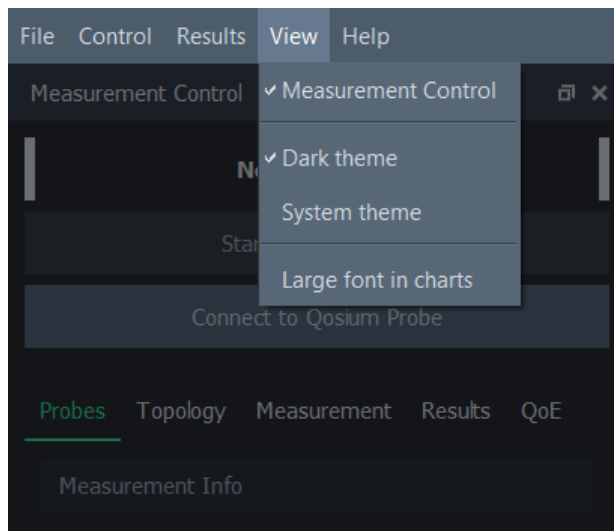 File Control Results View Help
Measurement Control
Measurement Control
Dark theme
System theme
Large font in charts
Connect to Qosium Probe
Probes Topology Measurement Results QoE
Measurement Info